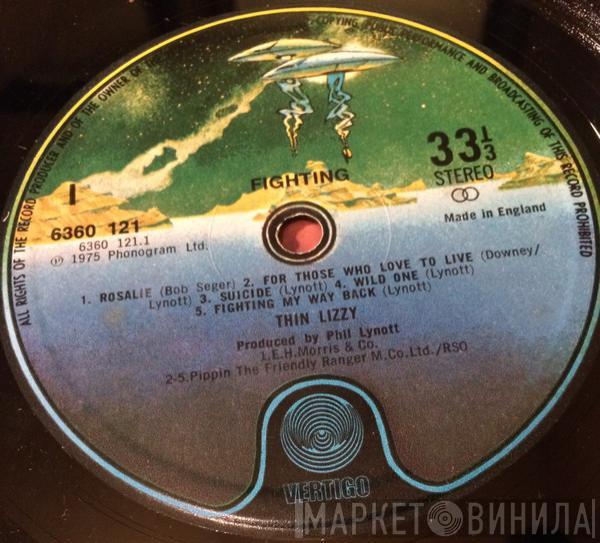 ALL RIGHTS OF THE RECORD PRODUCER AND OF THE OWNER OF THE
COPYING, PUBLIC PERFORMANCE AND BROADCASTING OF THIS RECORD PROHIBITED
FIGHTING
33 1/3
STEREO
Made in England
I
6360 121
6360 121.1
℗ 1975 Phonogram Ltd.
1. ROSALIE (Bob Seger) 2. FOR THOSE WHO LOVE TO LIVE (Downey/
Lynott) 3. SUICIDE (Lynott) 4. WILD ONE (Lynott)
5. FIGHTING MY WAY BACK (Lynott)
THIN LIZZY
Produced by Phil Lynott
1.E.H.Morris & Co.
2-5.Pippin The Friendly Ranger M.Co.Ltd./RSO
VERTIGO
МАРКЕТ ВИНИЛА